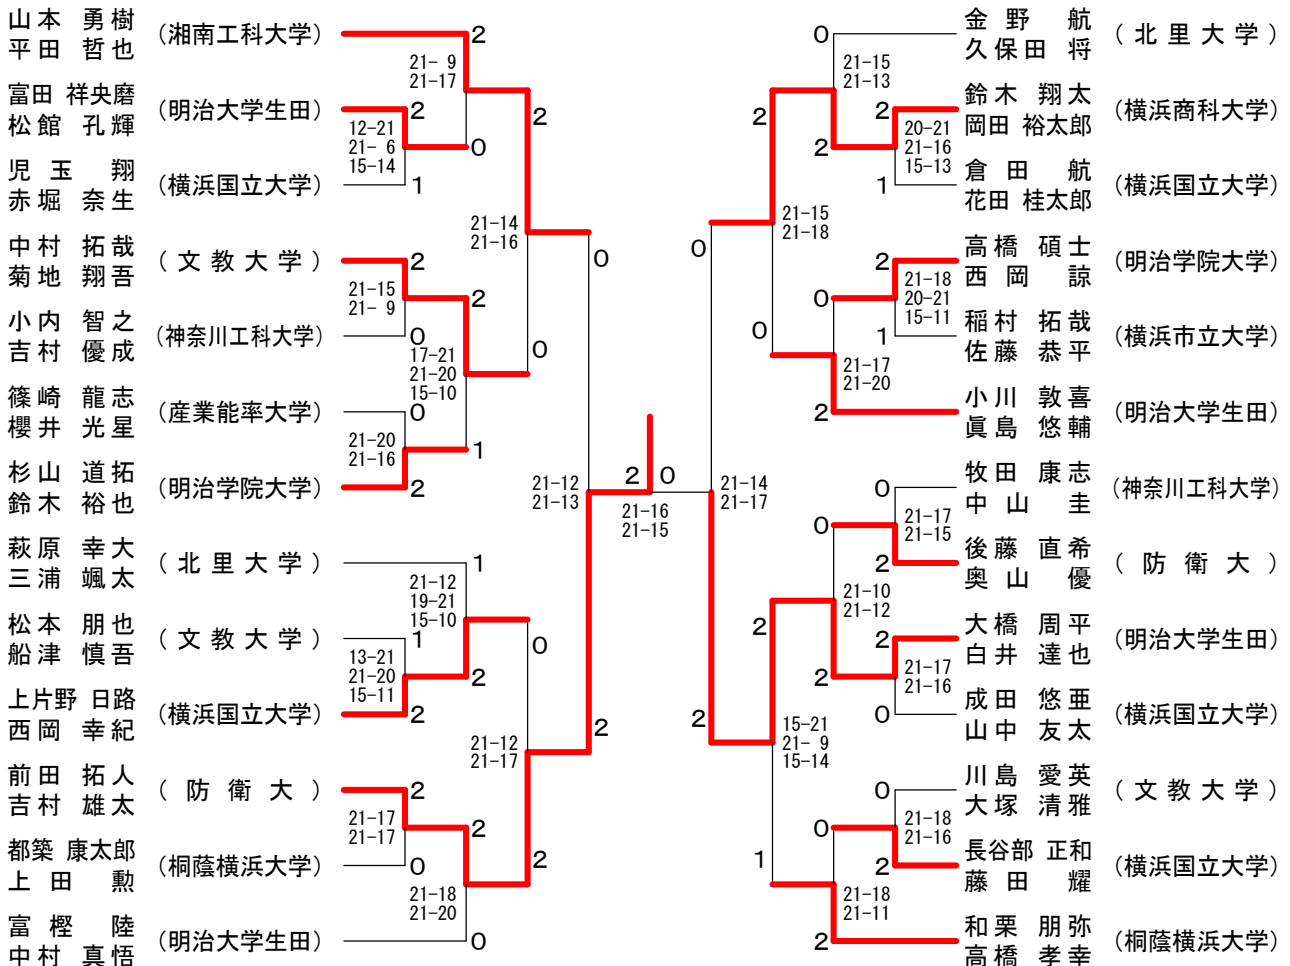 山本 勇樹
平田 哲也
(湘南工科大学)
2
21- 9
21-17
富田 祥央磨
松館 孔輝
(明治大学生田)
2
12-21
21- 6
15-14
0
2
児玉 翔
赤堀 奈生
(横浜国立大学)
1
21-14
21-16
0
中村 拓哉
菊地 翔吾
(文教大学)
2
21-15
21- 9
2
小内 智之
吉村 優成
(神奈川工科大学)
0
17-21
21-20
15-10
0
篠崎 龍志
櫻井 光星
(産業能率大学)
0
21-20
21-16
1
杉山 道拓
鈴木 裕也
(明治学院大学)
2
21-12
21-13
萩原 幸大
三浦 颯太
(北里大学)
1
21-12
19-21
15-10
松本 朋也
船津 慎吾
(文教大学)
1
13-21
21-20
15-11
0
2
上片野 日路
西岡 幸紀
(横浜国立大学)
2
21-12
21-17
2
前田 拓人
吉村 雄太
(防衛大)
2
21-17
21-17
2
都築 康太郎
上田 勲
(桐蔭横浜大学)
0
2
21-18
21-20
富樫 陸
中村 真悟
(明治大学生田)
0
2 0
21-16
21-15
0
金野 航
久保田 将
(北里大学)
21-15
21-13
2
鈴木 翔太
岡田 裕太郎
(横浜商科大学)
2
20-21
21-16
15-13
2
倉田 航
花田 桂太郎
(横浜国立大学)
1
21-15
21-18
0
高橋 碩士
西岡 諒
(明治学院大学)
2
21-18
20-21
15-11
0
稲村 拓哉
佐藤 恭平
(横浜市立大学)
1
0
21-17
21-20
小川 敦喜
眞島 悠輔
(明治大学生田)
2
21-14
21-17
牧田 康志
中山 圭
(神奈川工科大学)
0
21-17
21-15
0
後藤 直希
奥山 優
(防衛大)
2
21-10
21-12
2
大橋 周平
白井 達也
(明治大学生田)
2
21-17
21-16
2
成田 悠亜
山中 友太
(横浜国立大学)
0
2
15-21
21- 9
15-14
川島 愛英
大塚 清雅
(文教大学)
0
21-18
21-16
0
長谷部 正和
藤田 耀
(横浜国立大学)
2
1
21-18
21-11
和栗 朋弥
高橋 孝幸
(桐蔭横浜大学)
2